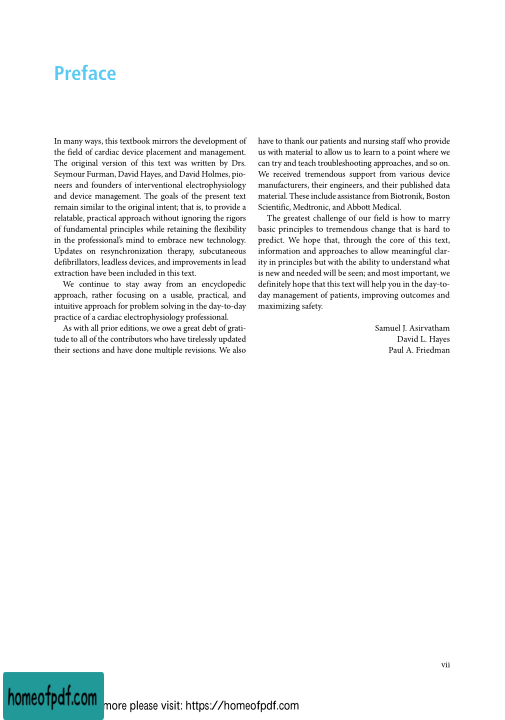 Preface
In many ways, this textbook mirrors the development of
the field of cardiac device placement and management.
The original version of this text was written by Drs.
Seymour Furman, David Hayes, and David Holmes, pio-
neers and founders of interventional electrophysiology
and device management. The goals of the present text
remain similar to the original intent; that is, to provide a
relatable, practical approach without ignoring the rigors
of fundamental principles while retaining the flexibility
in the professional's mind to embrace new technology.
Updates on resynchronization therapy, subcutaneous
defibrillators, leadless devices, and improvements in lead
extraction have been included in this text.
We continue to stay away from an encyclopedic
approach, rather focusing on a usable, practical, and
intuitive approach for problem solving in the day-to-day
practice of a cardiac electrophysiology professional.
As with all prior editions, we owe a great debt of grati-
tude to all of the contributors who have tirelessly updated
their sections and have done multiple revisions. We also
have to thank our patients and nursing staff who provide
us with material to allow us to learn to a point where we
can try and teach troubleshooting approaches, and so on.
We received tremendous support from various device
manufacturers, their engineers, and their published data
material. These include assistance from Biotronik, Boston
Scientific, Medtronic, and Abbott Medical.
The greatest challenge of our field is how to marry
basic principles to tremendous change that is hard to
predict. We hope that, through the core of this text,
information and approaches to allow meaningful clar-
ity in principles but with the ability to understand what
is new and needed will be seen; and most important, we
definitely hope that this text will help you in the day-to-
day management of patients, improving outcomes and
maximizing safety.
Samuel J. Asirvatham
David L. Hayes
Paul A. Friedman
vii
homeofpdf.com
more please visit: https://homeofpdf.com